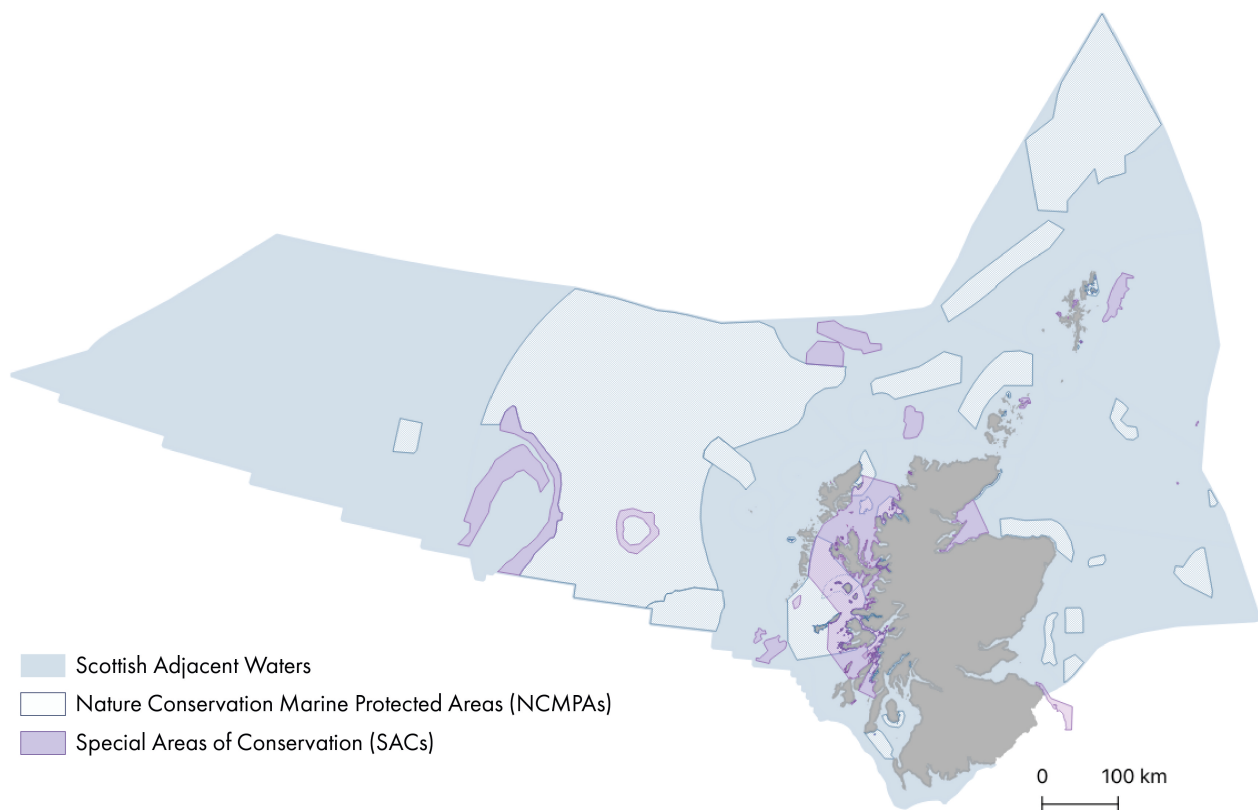 Scottish Adjacent Waters
Nature Conservation Marine Protected Areas (NCMPAs)
Special Areas of Conservation (SACs)
0 100 km